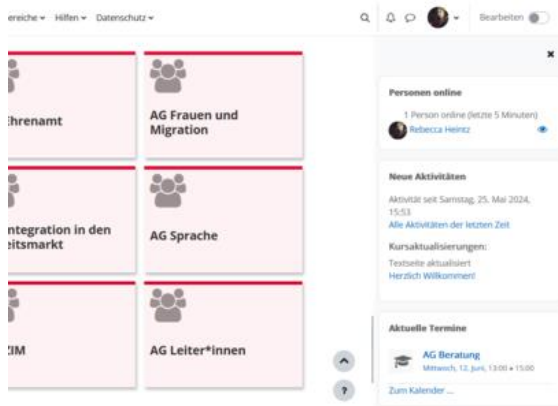 ereiche Hilfen Datenschutz Bearbeiten
Ehrenamt
AG Frauen und
Migration
ntegration in den
eitsmarkt
AG Sprache
ZIM
AG Leiter*innen
?
Personen online
1 Person online (letzte 5 Minuten)
Rebecca Heintz
Neue Aktivitäten
Aktivität seit Samstag, 25. Mai 2024,
15:53
Alle Aktivitäten der letzten Zeit
Kursaktualisierungen:
Textseite aktualisiert
Herzlich Willkommen!
Aktuelle Termine
AG Beratung
Mittwoch, 12. Juni, 13:00 • 15:00
Zum Kalender ...